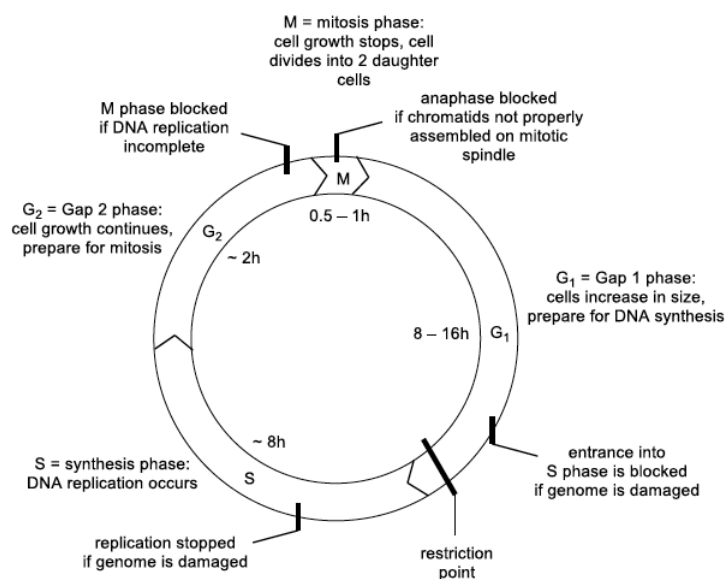 M = mitosis phase:
cell growth stops, cell
divides into 2 daughter
cells
M phase blocked
if DNA replication
incomplete
anaphase blocked
if chromatids not properly
assembled on mitotic
spindle
M
0.5 – 1h
G₂ = Gap 2 phase:
cell growth continues,
prepare for mitosis
G₂
~ 2h
G₁ = Gap 1 phase:
cells increase in size,
prepare for DNA synthesis
8 – 16h
G₁
~ 8h
S = synthesis phase:
DNA replication occurs
S
entrance into
S phase is blocked
if genome is damaged
replication stopped
if genome is damaged
restriction
point